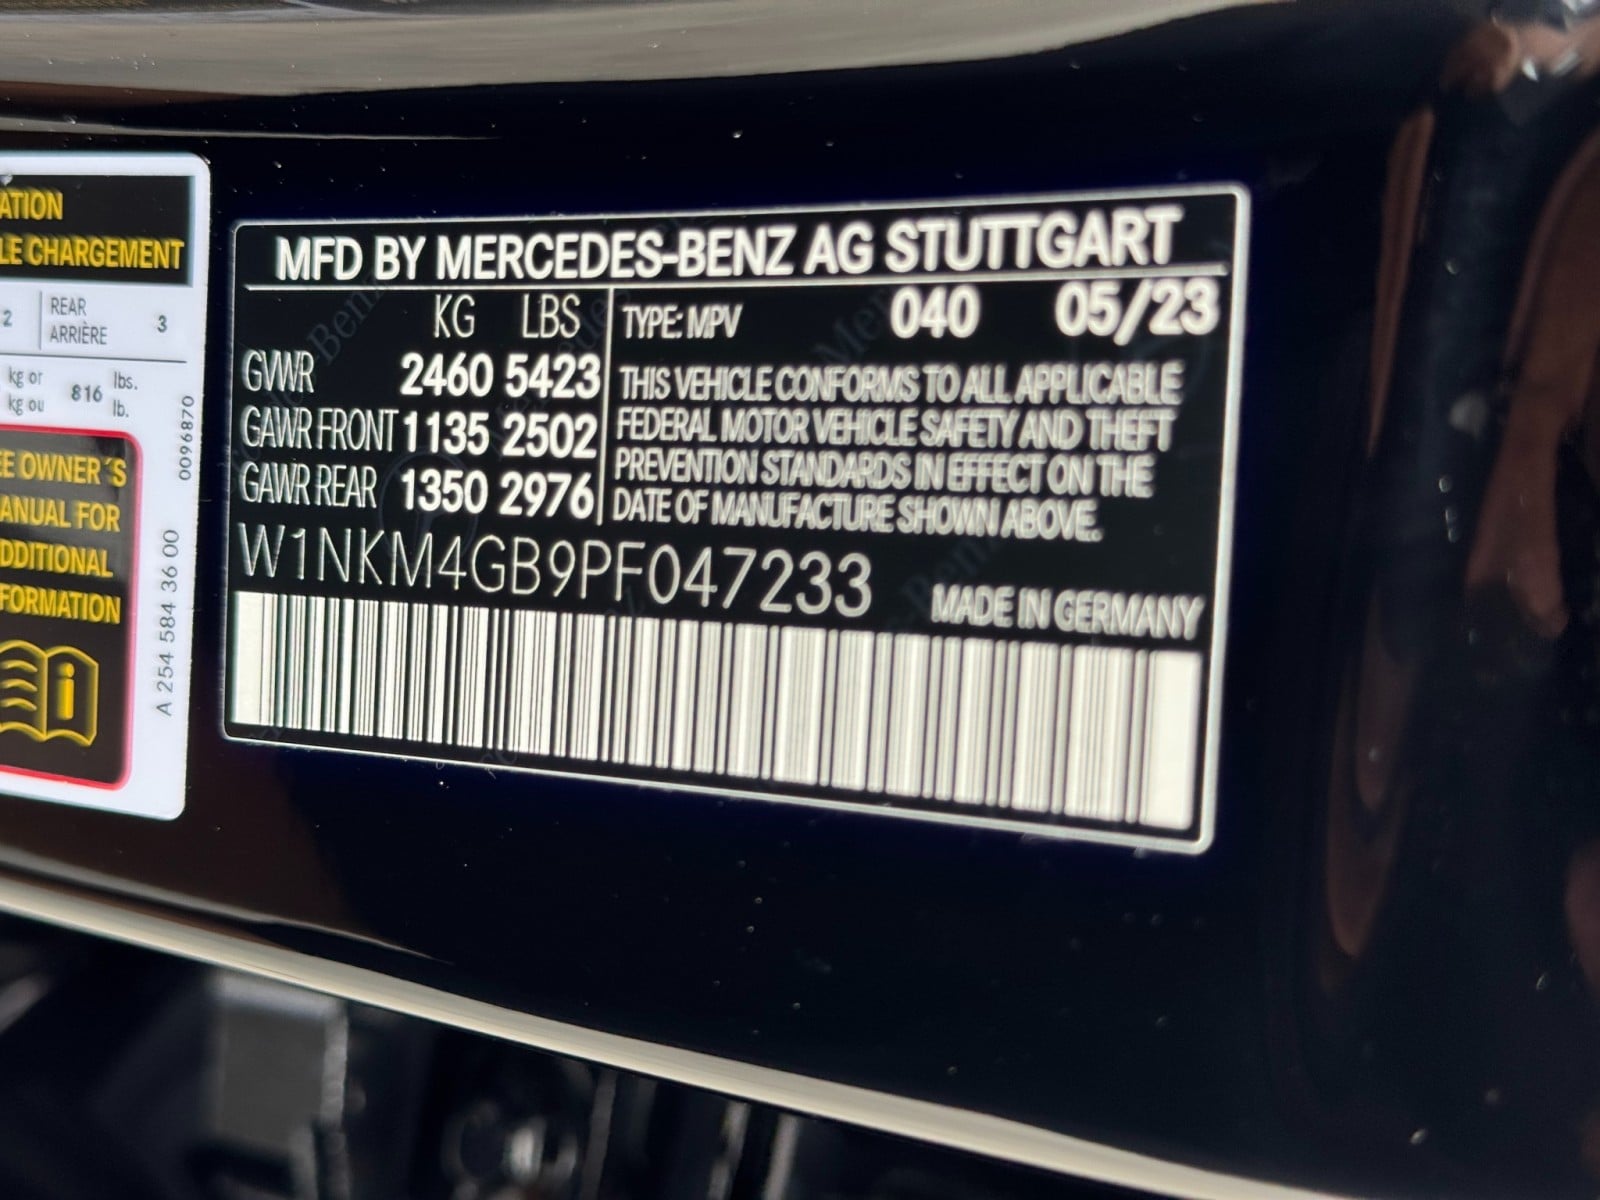 ATION
LE CHARGEMENT
2 REAR ARRIÈRE 3
kg or
kg ou 816 lbs.
lb.
EE OWNER´S
ANUAL FOR
DDITIONAL
FORMATION
0096870
A 254 584 36 00
MFD BY MERCEDES-BENZ AG STUTTGART
KG LBS
GVWR 2460 5423
GAWR FRONT 1135 2502
GAWR REAR 1350 2976
TYPE: MPV 040 05/23
THIS VEHICLE CONFORMS TO ALL APPLICABLE
FEDERAL MOTOR VEHICLE SAFETY AND THEFT
PREVENTION STANDARDS IN EFFECT ON THE
DATE OF MANUFACTURE SHOWN ABOVE.
W1NKM4GB9PF047233
MADE IN GERMANY